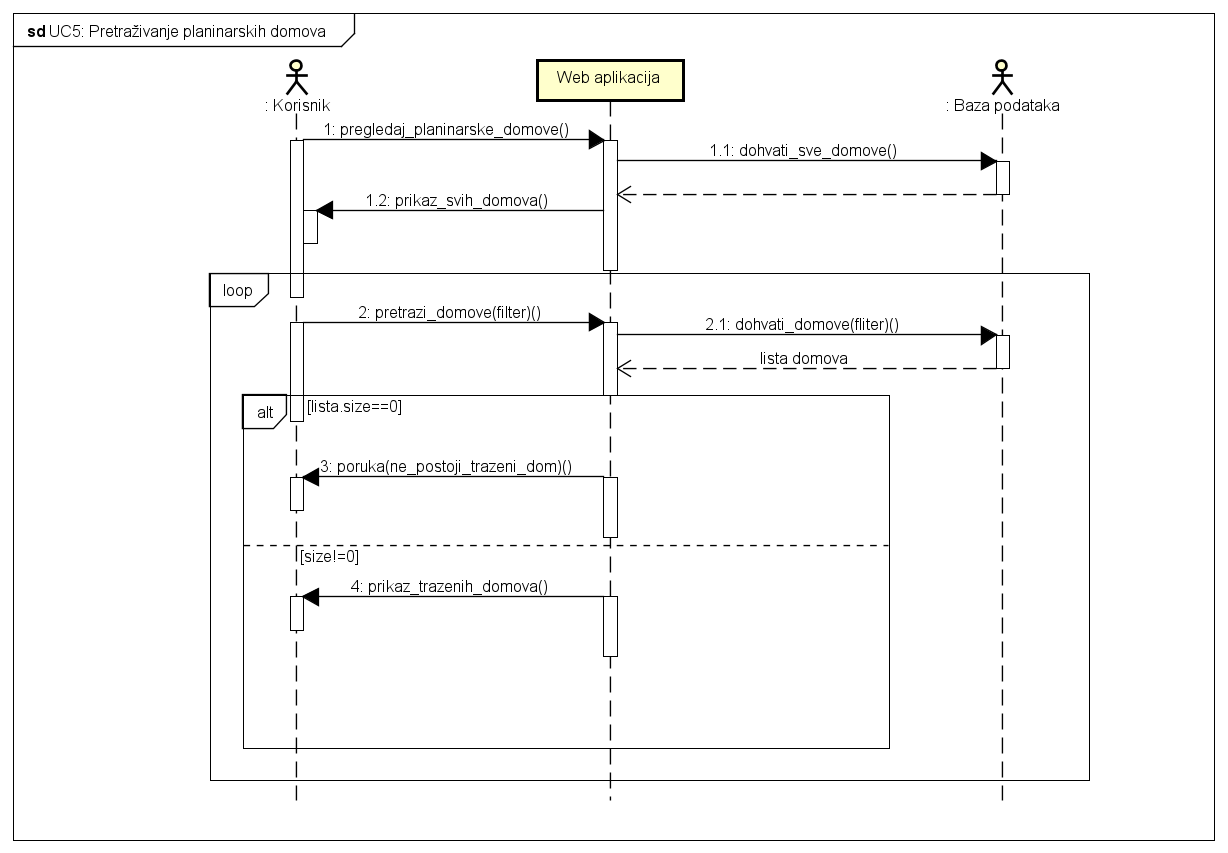 sd UC5: Pretraživanje planinarskih domova
: Korisnik
Web aplikacija
: Baza podataka
1: pregledaj_planinarske_domove()
1.1: dohvati_sve_domove()
1.2: prikaz_svih_domova()
loop
2: pretrazi_domove(filter)()
2.1: dohvati_domove(fliter)()
lista domova
alt
[lista.size==0]
3: poruka(ne_postoji_trazeni_dom)()
[size!=0]
4: prikaz_trazenih_domova()